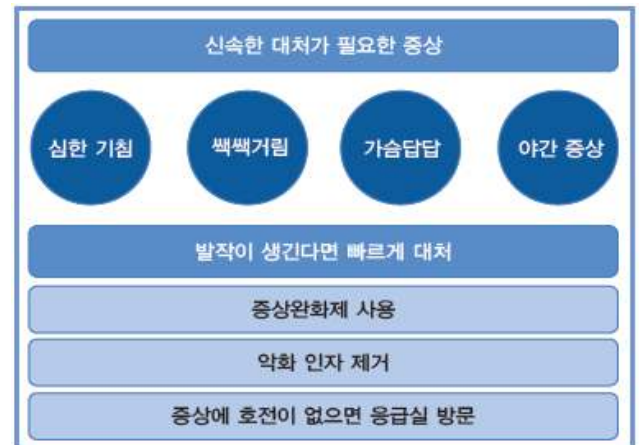 신속한 대처가 필요한 증상
심한 기침
쌕쌕거림
가슴답답
야간 증상
발작이 생긴다면 빠르게 대처
증상완화제 사용
악화 인자 제거
증상에 호전이 없으면 응급실 방문